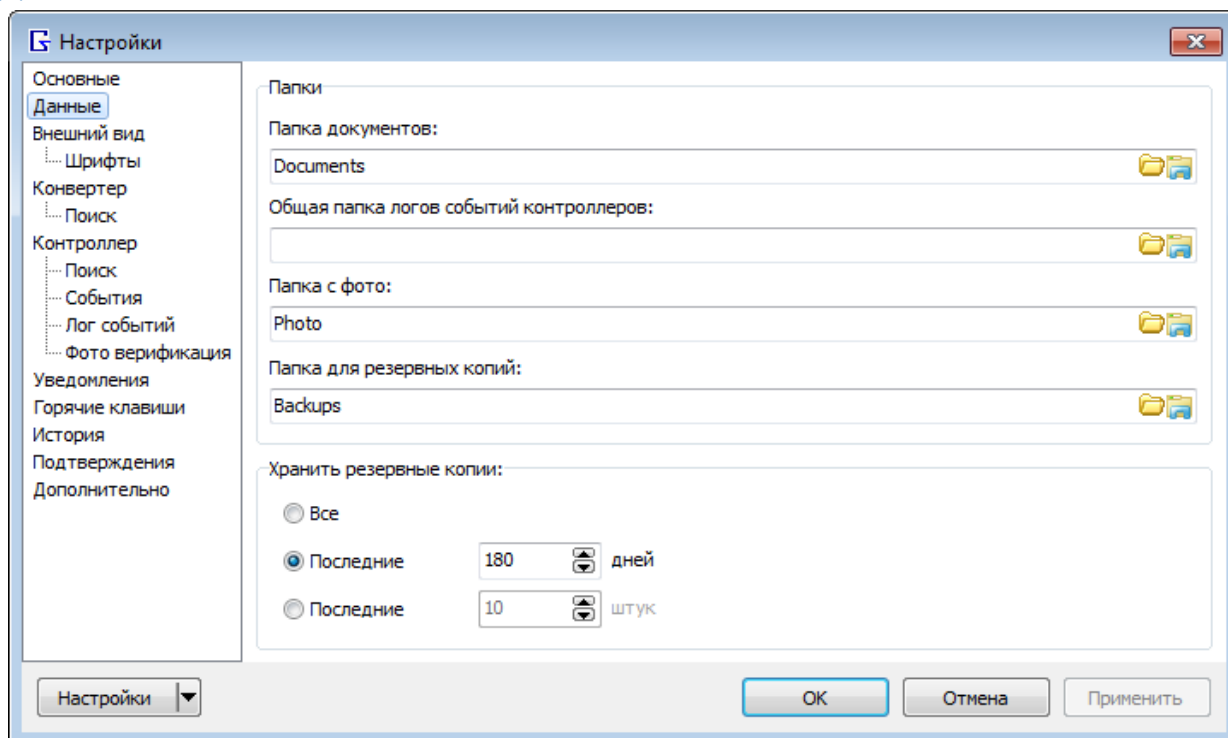 Настройки
Основные
Данные
Внешний вид
Шрифты
Конвертер
Поиск
Контроллер
Поиск
События
Лог событий
Фото верификация
Уведомления
Горячие клавиши
История
Подтверждения
Дополнительно
Папки
Папка документов:
Documents
Общая папка логов событий контроллеров:
Папка с фото:
Photo
Папка для резервных копий:
Backups
Хранить резервные копии:
Все
Последние 180 дней
Последние 10 штук
Настройки
OK Отмена Применить